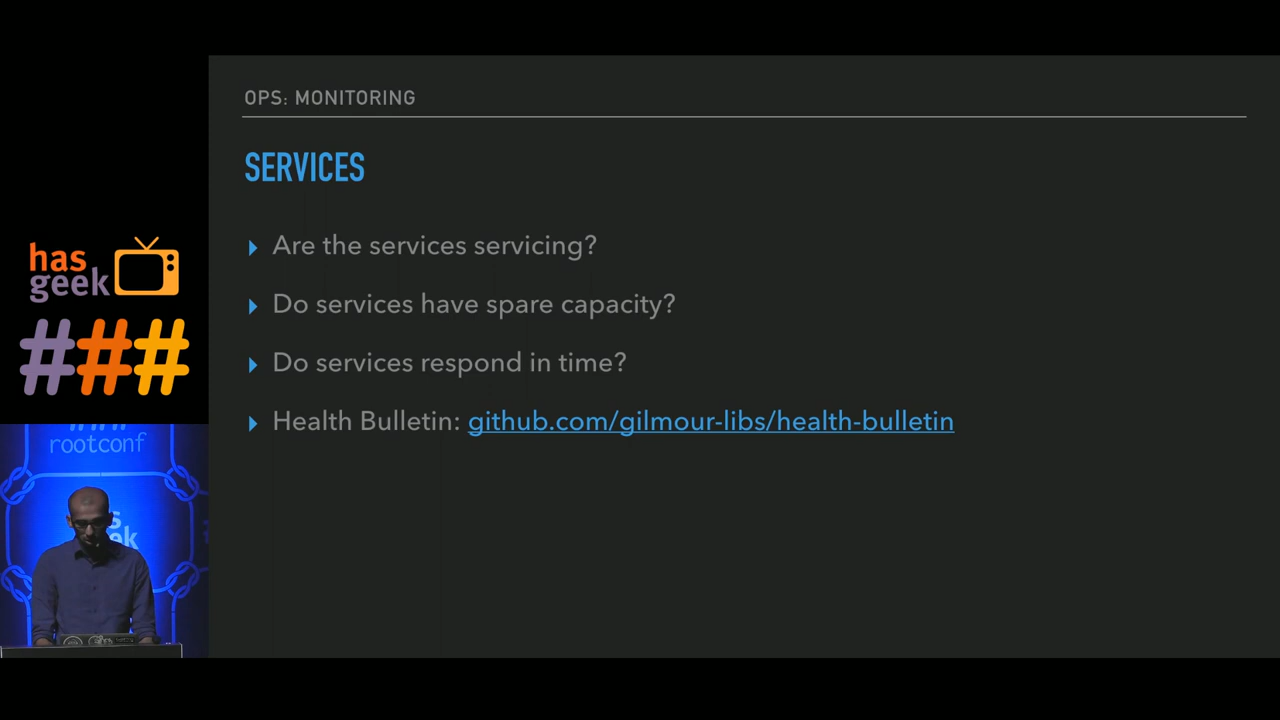 OPS: MONITORING
SERVICES
Are the services servicing?
Do services have spare capacity?
Do services respond in time?
Health Bulletin: github.com/gilmour-libs/health-bulletin
has
geek
###
rootconf